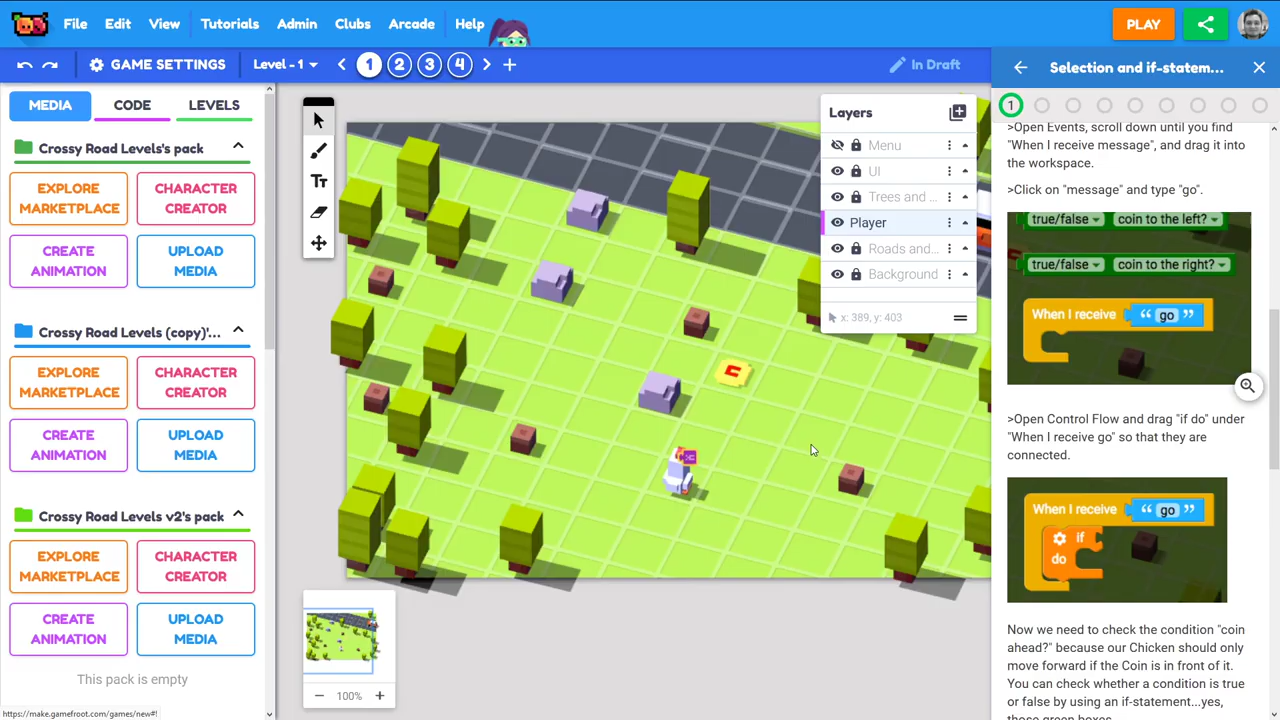 File Edit View Tutorials Admin Clubs Arcade Help PLAY
GAME SETTINGS Level - 1 1 2 3 4 In Draft
Selection and if-statem...
1
MEDIA CODE LEVELS
Crossy Road Levels's pack
EXPLORE MARKETPLACE
CHARACTER CREATOR
CREATE ANIMATION
UPLOAD MEDIA
Crossy Road Levels (copy)'...
EXPLORE MARKETPLACE
CHARACTER CREATOR
CREATE ANIMATION
UPLOAD MEDIA
Crossy Road Levels v2's pack
EXPLORE MARKETPLACE
CHARACTER CREATOR
CREATE ANIMATION
UPLOAD MEDIA
This pack is empty
https://make.gamefroot.com/games/new#!
Tт
Layers
Menu
UI
Trees and ...
Player
Roads and...
Background
x: 389, y: 403
100%
>Open Events, scroll down until you find
"When I receive message", and drag it into
the workspace.
>Click on "message" and type "go".
true/false coin to the left?
true/false coin to the right?
When I receive “ go ”
>Open Control Flow and drag "if do" under
"When I receive go" so that they are
connected.
When I receive “ go ”
if
do
Now we need to check the condition "coin
ahead?" because our Chicken should only
move forward if the Coin is in front of it.
You can check whether a condition is true
or false by using an if-statement...yes,
those green boxes